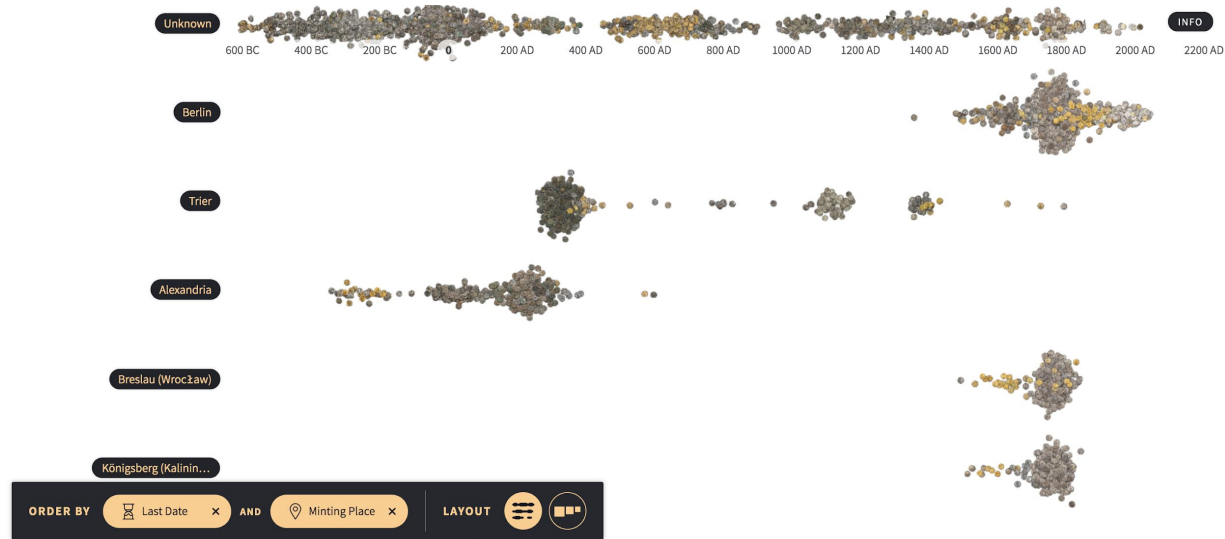 Unknown
INFO
600 BC 400 BC 200 BC 0 200 AD 400 AD 600 AD 800 AD 1000 AD 1200 AD 1400 AD 1600 AD 1800 AD 2000 AD 2200 AD
Berlin
Trier
Alexandria
Breslau (Wrocław)
Königsberg (Kalinin...
ORDER BY Last Date × AND Minting Place × LAYOUT